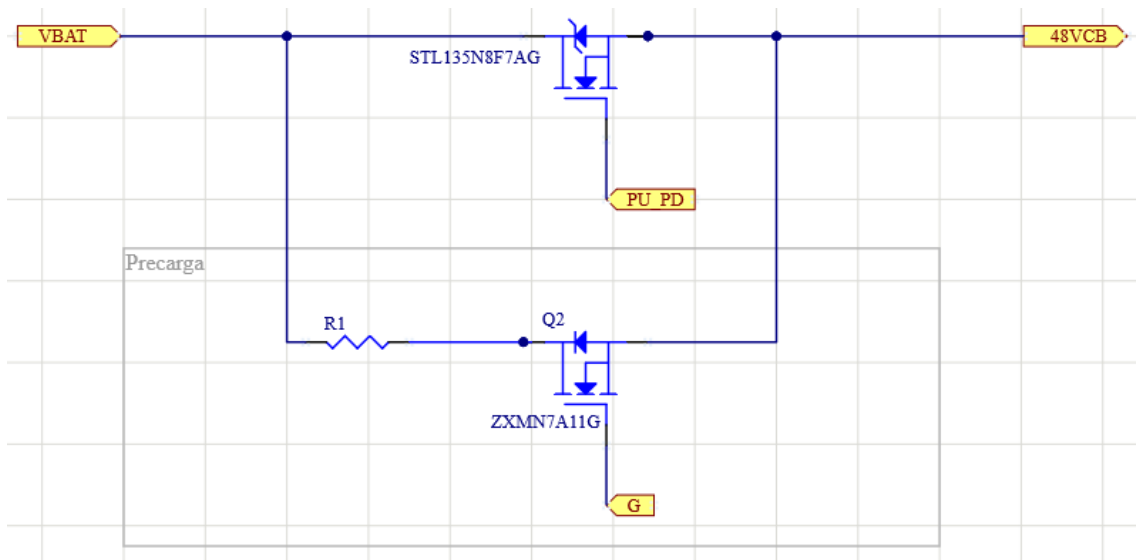 VBAT
48VCB
STL135N8F7AG
PU_PD
Precarga
R1
Q2
ZXMN7A11G
G